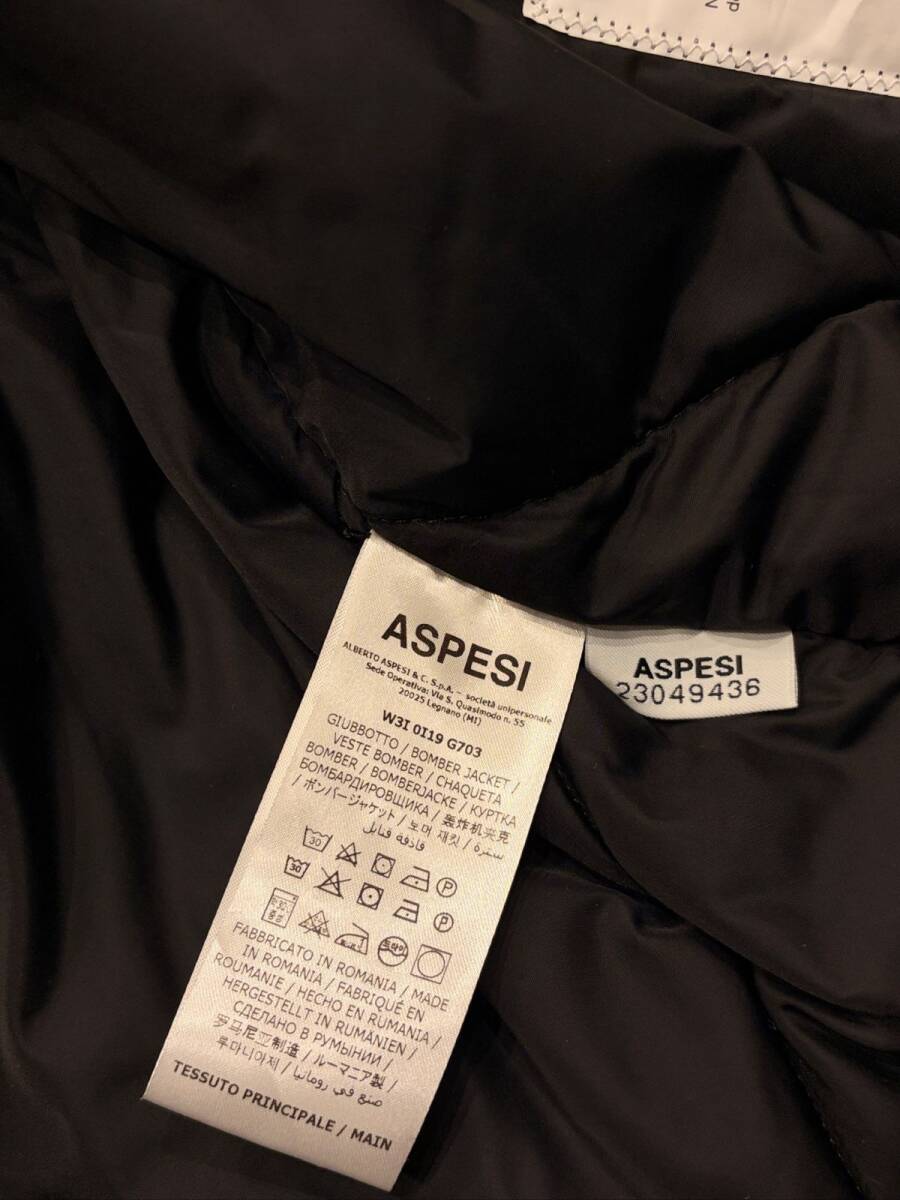 ASPESI
ALBERTO ASPESI & C. S.p.A. – società unipersonale
Sede Operativa: Via S. Quasimodo n. 55
20025 Legnano (MI)
W3I 0I19 G703
GIUBBOTTO / BOMBER JACKET /
VESTE BOMBER / CHAQUETA
BOMBER / BOMBERJACKE / КУРТКА
БОМБАРДИРОВЩИКА / 轰炸机夹克
/ ボンバージャケット / 보머 재킷 / سترة
قاذفة قنابل
30 P
30 P
드라이
FABBRICATO IN ROMANIA / MADE
IN ROMANIA / FABRIQUÉ EN
ROUMANIE / HECHO EN RUMANIA /
HERGESTELLT IN RUMÄNIEN /
СДЕЛАНО В РУМЫНИИ /
罗马尼亚制造 / ルーマニア製 /
루마니아제 / صنع في رومانيا /
TESSUTO PRINCIPALE / MAIN
ASPESI
23049436